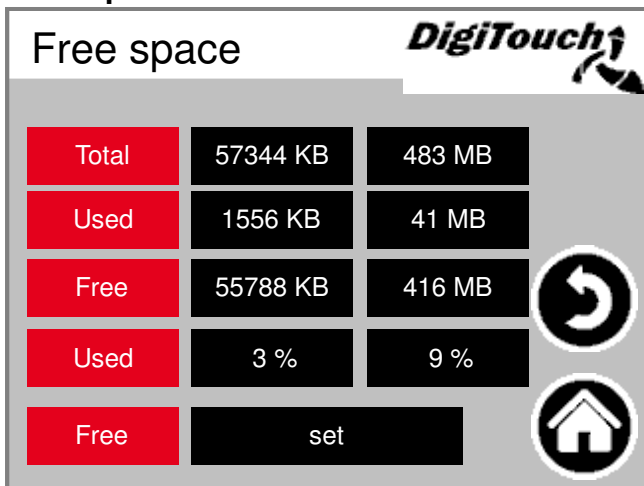 Free space
DigiTouch
Total 57344 KB 483 MB
Used 1556 KB 41 MB
Free 55788 KB 416 MB
Used 3 % 9 %
Free set